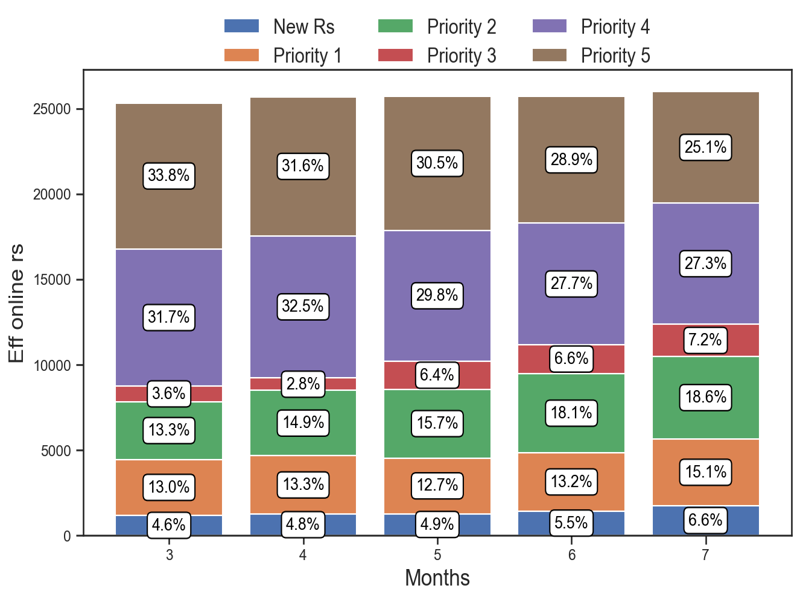 New Rs Priority 2 Priority 4
Priority 1 Priority 3 Priority 5
Eff online rs
25000
20000
15000
10000
5000
0
33.8% 31.6% 30.5% 28.9% 25.1%
31.7% 32.5% 29.8% 27.7% 27.3%
3.6% 2.8% 6.4% 6.6% 7.2%
13.3% 14.9% 15.7% 18.1% 18.6%
13.0% 13.3% 12.7% 13.2% 15.1%
4.6% 4.8% 4.9% 5.5% 6.6%
3 4 5 6 7
Months